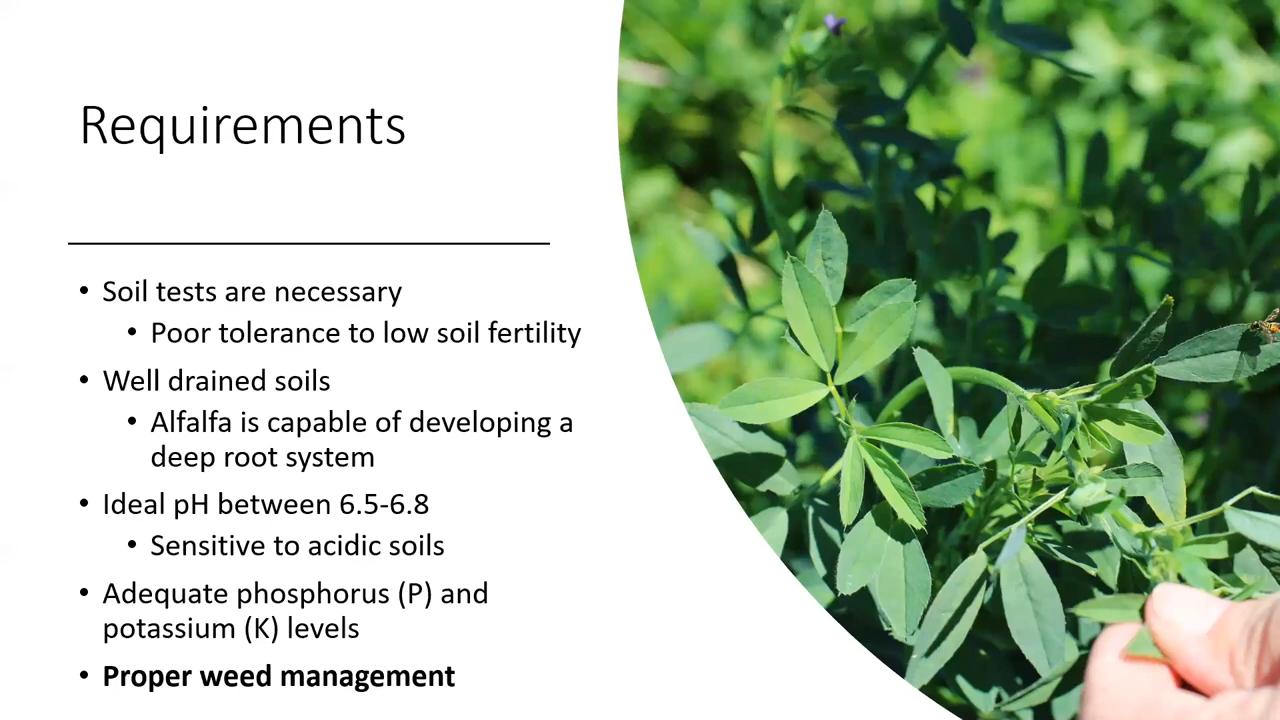 Requirements
• Soil tests are necessary
• Poor tolerance to low soil fertility
• Well drained soils
• Alfalfa is capable of developing a
deep root system
• Ideal pH between 6.5-6.8
• Sensitive to acidic soils
• Adequate phosphorus (P) and
potassium (K) levels
• Proper weed management